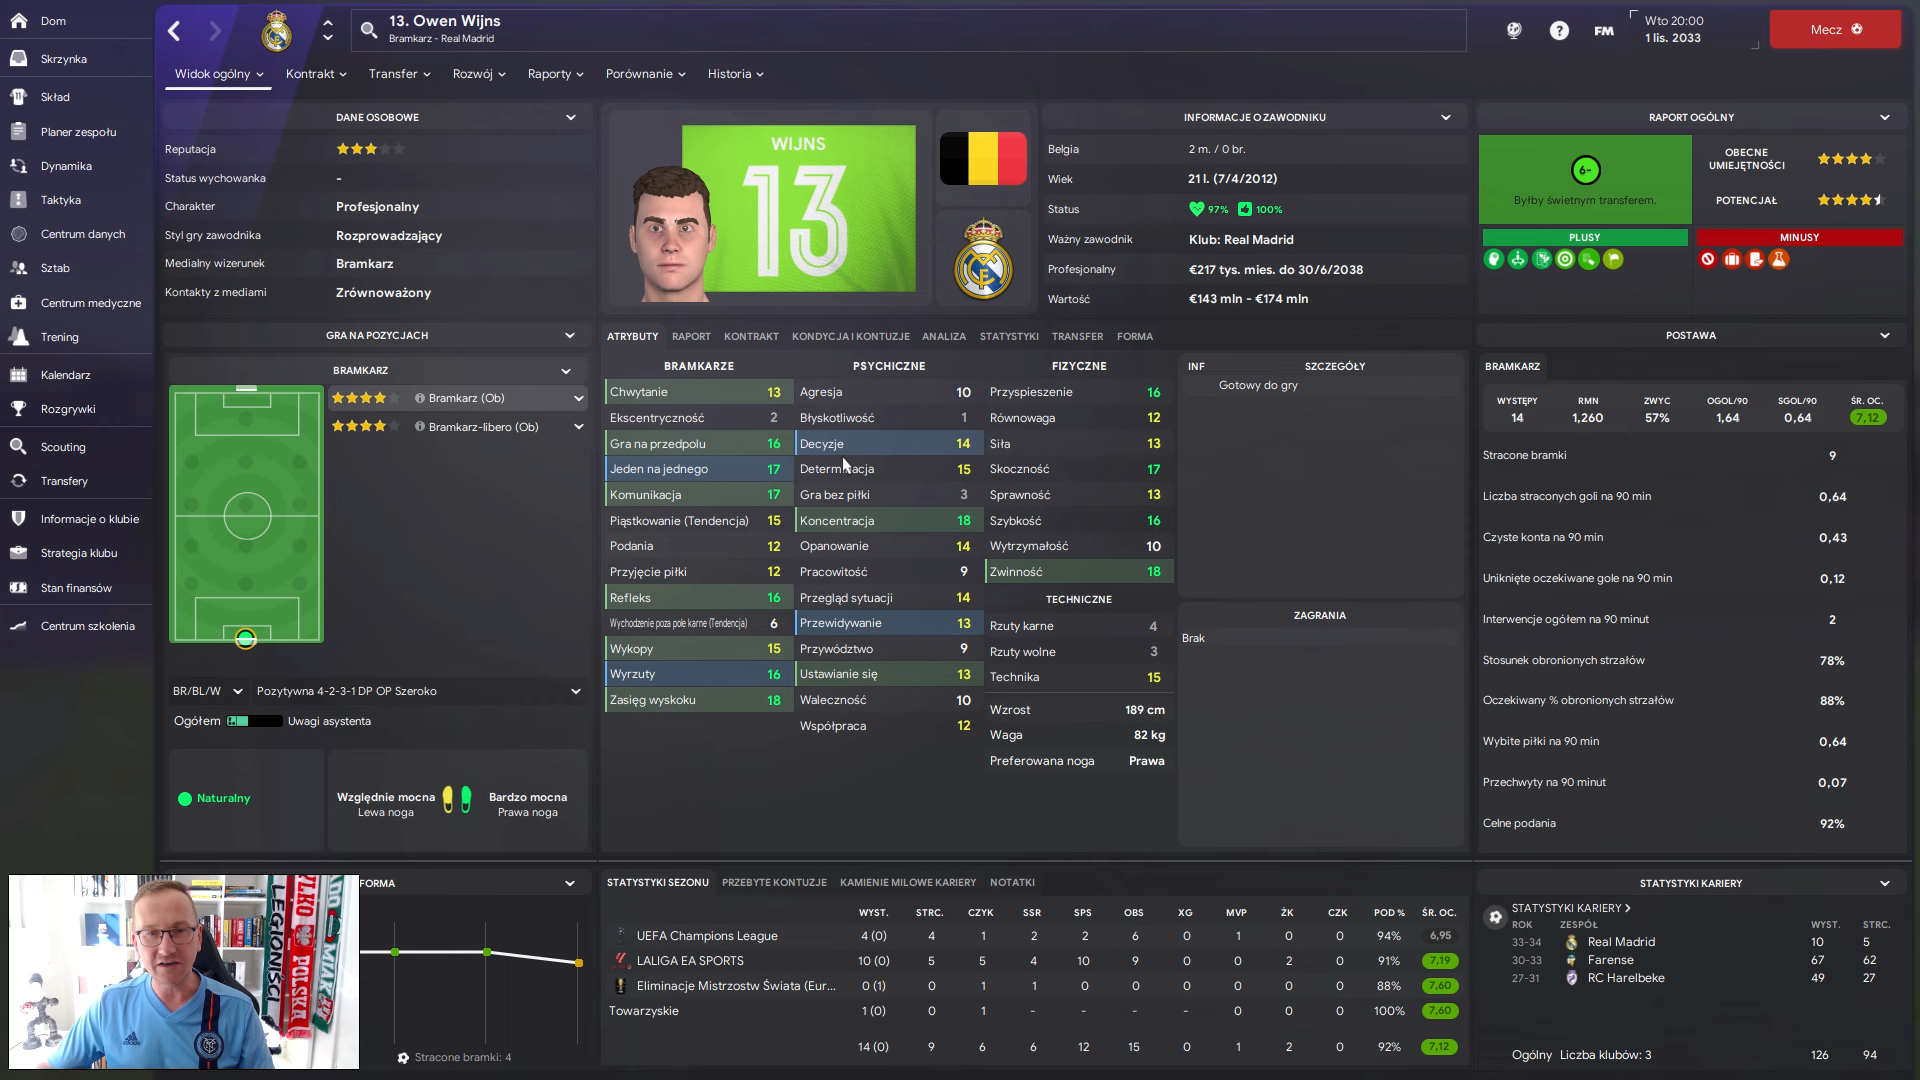 Dom
Skrzynka
Skład
Planer zespołu
Dynamika
Taktyka
Centrum danych
Sztab
Centrum medyczne
Trening
Kalendarz
Rozgrywki
Scouting
Transfery
Informacje o klubie
Strategia klubu
Stan finansów
Centrum szkolenia
13. Owen Wijns
Bramkarz - Real Madrid
FM
Wto 20:00
1 lis. 2033
Mecz
Widok ogólny Kontrakt Transfer Rozwój Raporty Porównanie Historia
DANE OSOBOWE
Reputacja
Status wychowanka -
Charakter Profesjonalny
Styl gry zawodnika Rozprowadzający
Medialny wizerunek Bramkarz
Kontakty z mediami Zrównoważony
WIJNS
13
INFORMACJE O ZAWODNIKU
Belgia 2 m. / 0 br.
Wiek 21 l. (7/4/2012)
Status 97% 100%
Ważny zawodnik Klub: Real Madrid
Profesjonalny €217 tys. mies. do 30/6/2038
Wartość €143 mln - €174 mln
RAPORT OGÓLNY
6-
Byłby świetnym transferem.
OBECNE UMIEJĘTNOŚCI
POTENCJAŁ
PLUSY MINUSY
GRA NA POZYCJACH
BRAMKARZ
Bramkarz (Ob)
Bramkarz-libero (Ob)
BR/BL/W Pozytywna 4-2-3-1 DP OP Szeroko
Ogółem Uwagi asystenta
Naturalny
Względnie mocna
Lewa noga
Bardzo mocna
Prawa noga
ATRYBUTY RAPORT KONTRAKT KONDYCJA I KONTUZJE ANALIZA STATYSTYKI TRANSFER FORMA
BRAMKARZE
Chwytanie 13
Ekscentryczność 2
Gra na przedpolu 16
Jeden na jednego 17
Komunikacja 17
Piąstkowanie (Tendencja) 15
Podania 12
Przyjęcie piłki 12
Refleks 16
Wychodzenie poza pole karne (Tendencja) 6
Wykopy 15
Wyrzuty 16
Zasięg wyskoku 18
PSYCHICZNE
Agresja 10
Błyskotliwość 1
Decyzje 14
Determinacja 15
Gra bez piłki 3
Koncentracja 18
Opanowanie 14
Pracowitość 9
Przegląd sytuacji 14
Przewidywanie 13
Przywództwo 9
Ustawianie się 13
Waleczność 10
Współpraca 12
FIZYCZNE
Przyspieszenie 16
Równowaga 12
Siła 13
Skoczność 17
Sprawność 13
Szybkość 16
Wytrzymałość 10
Zwinność 18
TECHNICZNE
Rzuty karne 4
Rzuty wolne 3
Technika 15
Wzrost 189 cm
Waga 82 kg
Preferowana noga Prawa
INF SZCZEGÓŁY
Gotowy do gry
ZAGRANIA
Brak
POSTAWA
BRAMKARZ
WYSTĘPY RMN ZWYC OGOL/90 SGOL/90 ŚR. OC.
14 1,260 57% 1,64 0,64 7,12
Stracone bramki 9
Liczba straconych goli na 90 min 0,64
Czyste konta na 90 min 0,43
Uniknięte oczekiwane gole na 90 min 0,12
Interwencje ogółem na 90 minut 2
Stosunek obronionych strzałów 78%
Oczekiwany % obronionych strzałów 88%
Wybite piłki na 90 min 0,64
Przechwyty na 90 minut 0,07
Celne podania 92%
FORMA
Stracone bramki: 4
LEGIONIŚCI
POLSKA
STATYSTYKI SEZONU PRZEBYTE KONTUZJE KAMIENIE MILOWE KARIERY NOTATKI
WYST. STRC. CZYK SSR SPS OBS XG MVP ŻK CZK POD % ŚR. OC.
UEFA Champions League 4 (0) 4 1 2 2 6 0 1 0 0 94% 6,95
LALIGA EA SPORTS 10 (0) 5 5 4 10 9 0 0 2 0 91% 7,19
Eliminacje Mistrzostw Świata (Eur... 0 (1) 0 1 1 0 0 0 0 0 0 88% 7,60
Towarzyskie 1 (0) 0 1 - - - - 0 0 0 100% 7,60
14 (0) 9 6 6 12 15 0 1 2 0 92% 7,12
STATYSTYKI KARIERY
STATYSTYKI KARIERY
ROK ZESPÓŁ WYST. STRC.
33-34 Real Madrid 10 5
30-33 Farense 67 62
27-31 RC Harelbeke 49 27
Ogólny Liczba klubów: 3 126 94